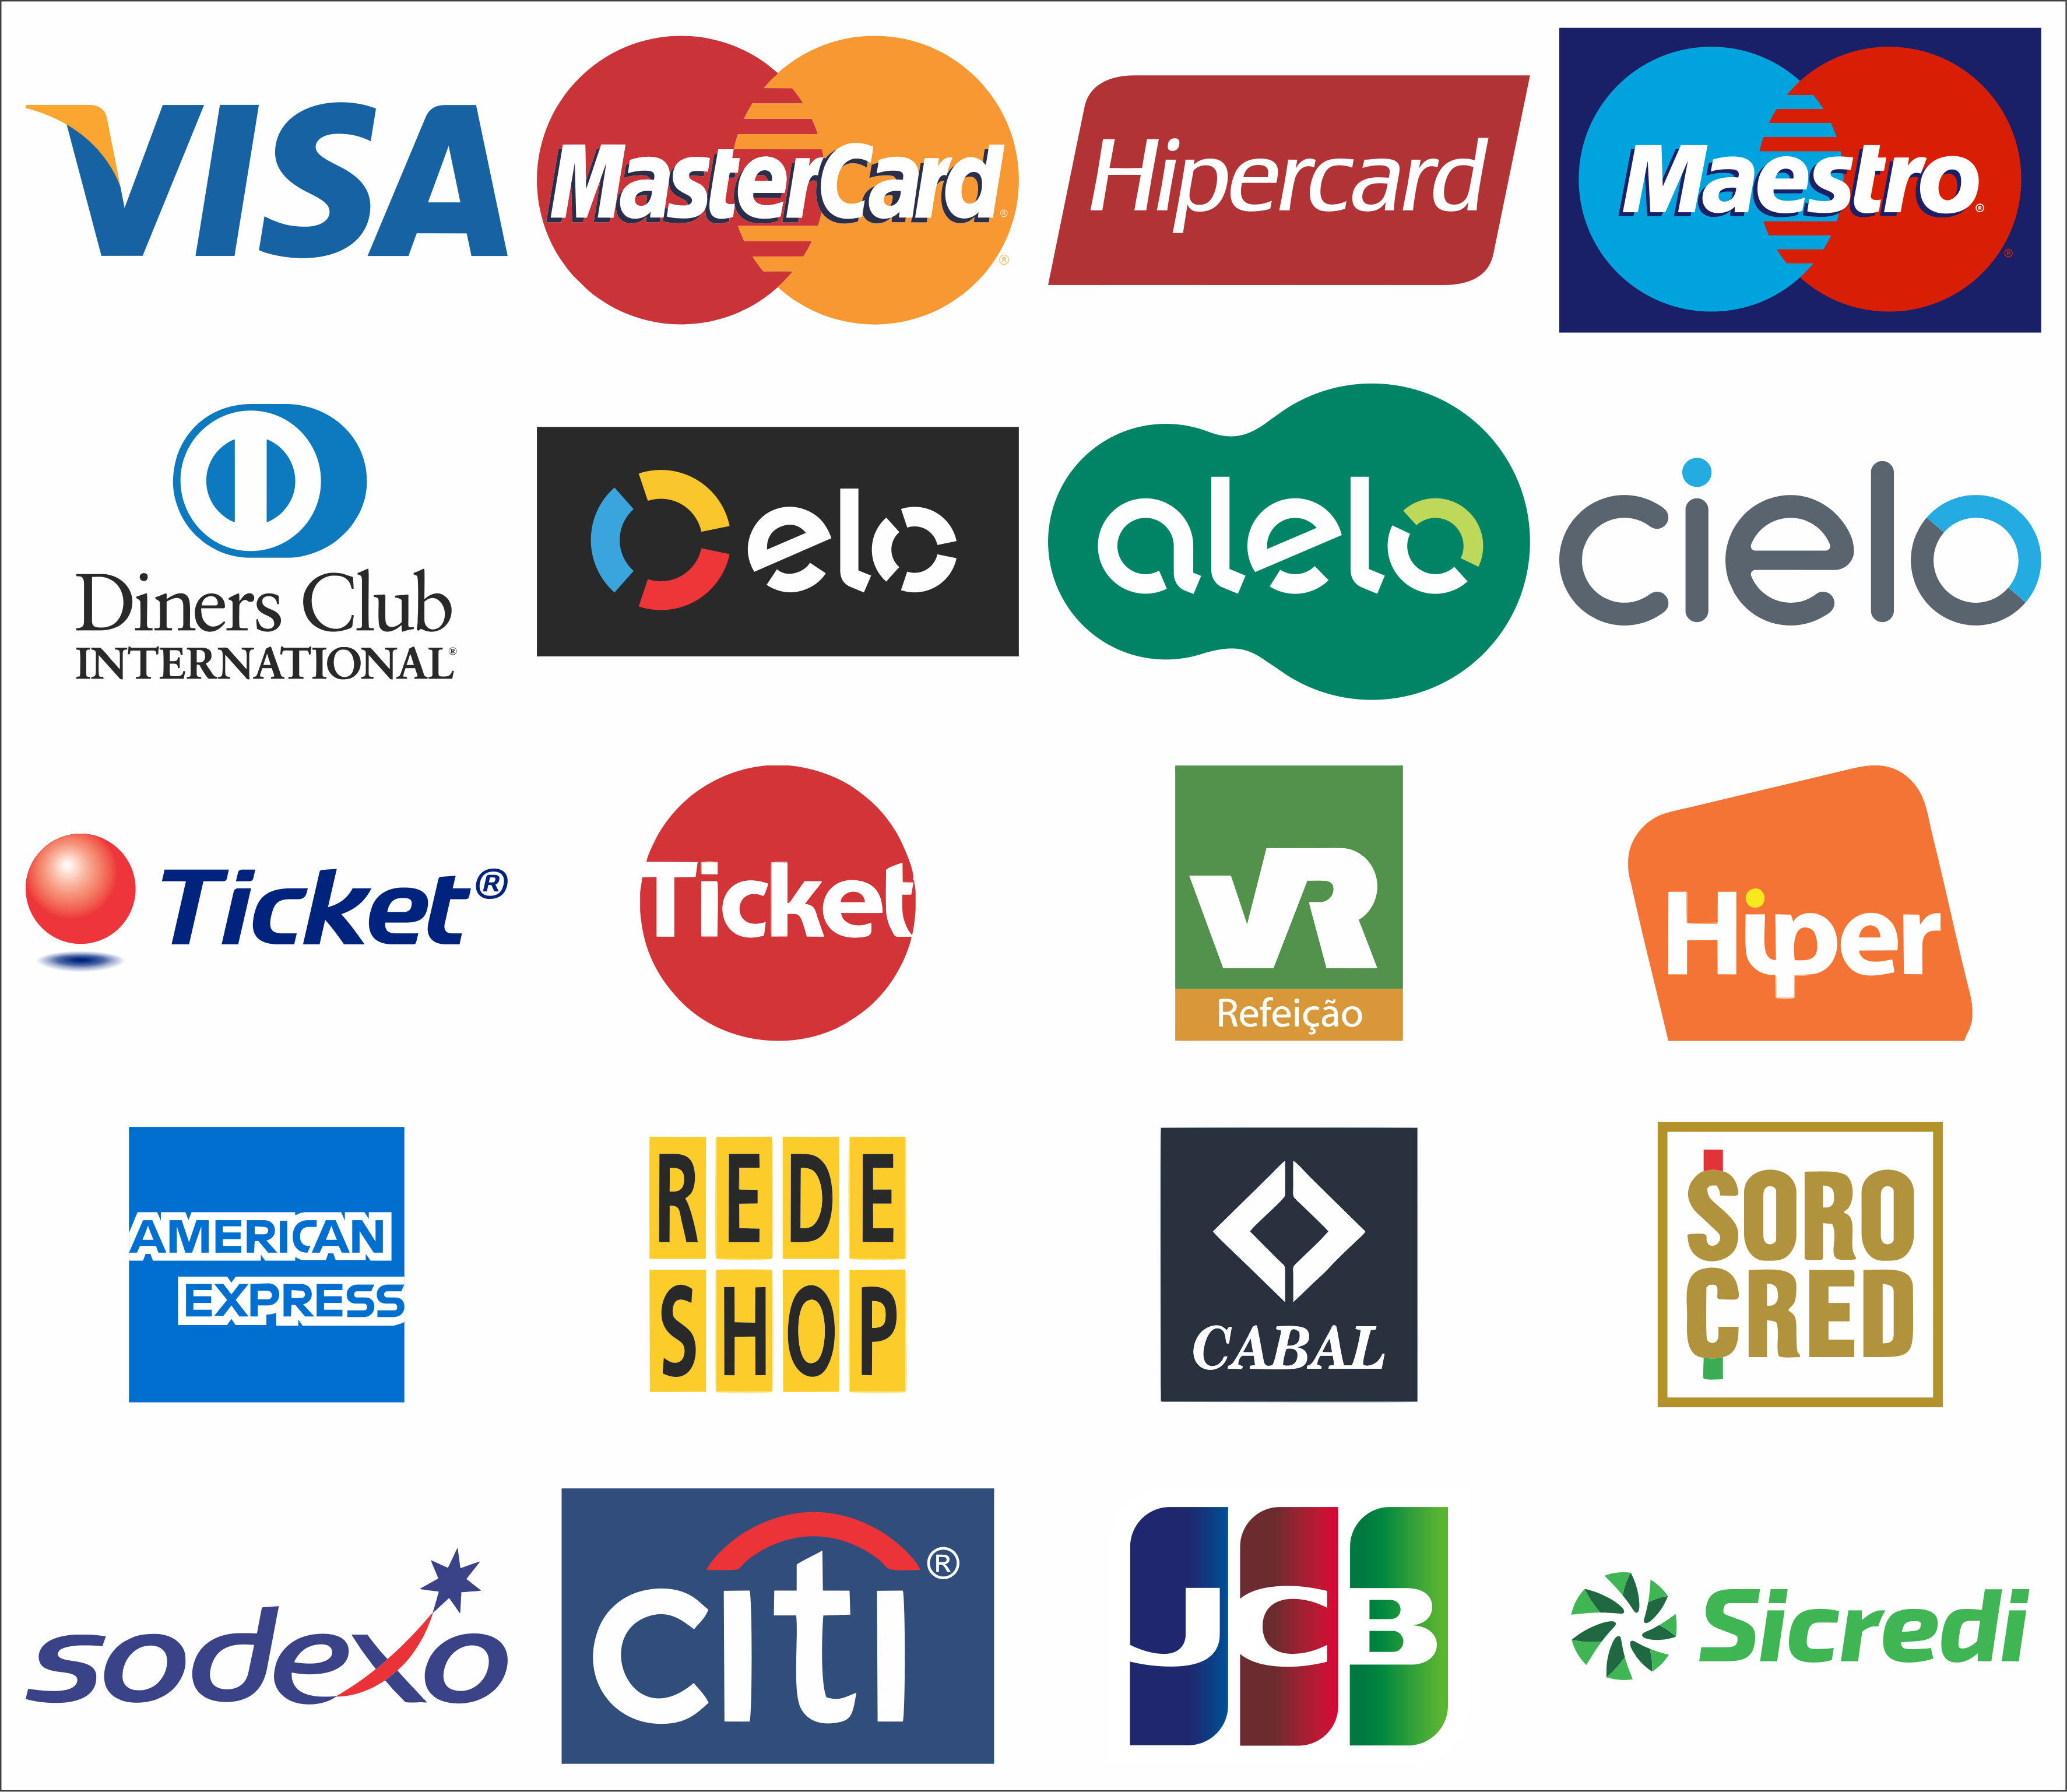 VISA
MasterCard®
®
Hipercard
Maestro®
®
Diners Club
INTERNATIONAL®
elo
alelo
cielo
Ticket®
Ticket
VR
Refeição
Hiper
AMERICAN
EXPRESS
REDE
SHOP
CABAL
SORO
CRED
sodexo
citi®
JCB
Sicredi